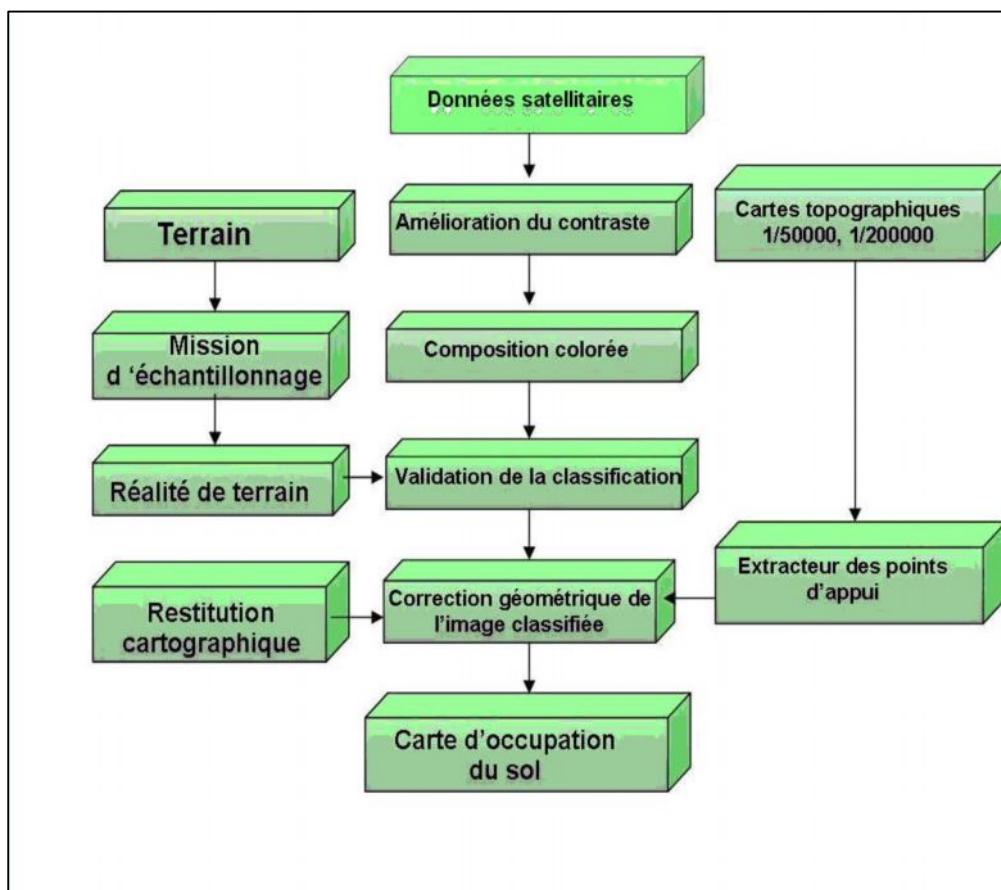 Données satellitaires
Amélioration du contraste
Cartes topographiques
1/50000, 1/200000
Terrain
Mission
d ‘échantillonnage
Composition colorée
Réalité de terrain
Validation de la classification
Extracteur des points
d’appui
Restitution
cartographique
Correction géométrique de
l’image classifiée
Carte d’occupation
du sol